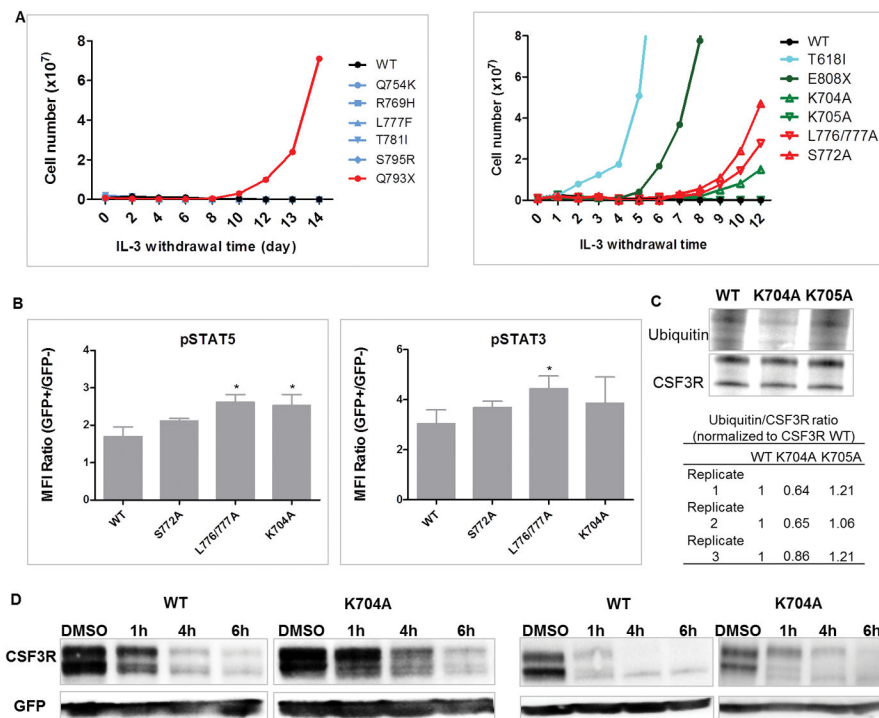 A
Cell number (x10⁷)
8
6
4
2
0
0 2 4 6 8 10 12 13 14
IL-3 withdrawal time (day)
WT
Q754K
R769H
L777F
T781I
S795R
Q793X
Cell number (x10⁷)
8
6
4
2
0
0 1 2 3 4 5 6 7 8 9 10 12
IL-3 withdrawal time
WT
T618I
E808X
K704A
K705A
L776/777A
S772A
B
pSTAT5
MFI Ratio (GFP+/GFP-)
4
3
2
1
0
* *
WT S772A L776/777A K704A
pSTAT3
MFI Ratio (GFP+/GFP-)
6
4
2
0
*
WT S772A L776/777A K704A
C
WT K704A K705A
Ubiquitin
CSF3R
Ubiquitin/CSF3R ratio
(normalized to CSF3R WT)
WT K704A K705A
Replicate
1 1 0.64 1.21
Replicate
2 1 0.65 1.06
Replicate
3 1 0.86 1.21
D
WT K704A WT K704A
DMSO 1h 4h 6h DMSO 1h 4h 6h DMSO 1h 4h 6h DMSO 1h 4h 6h
CSF3R
GFP